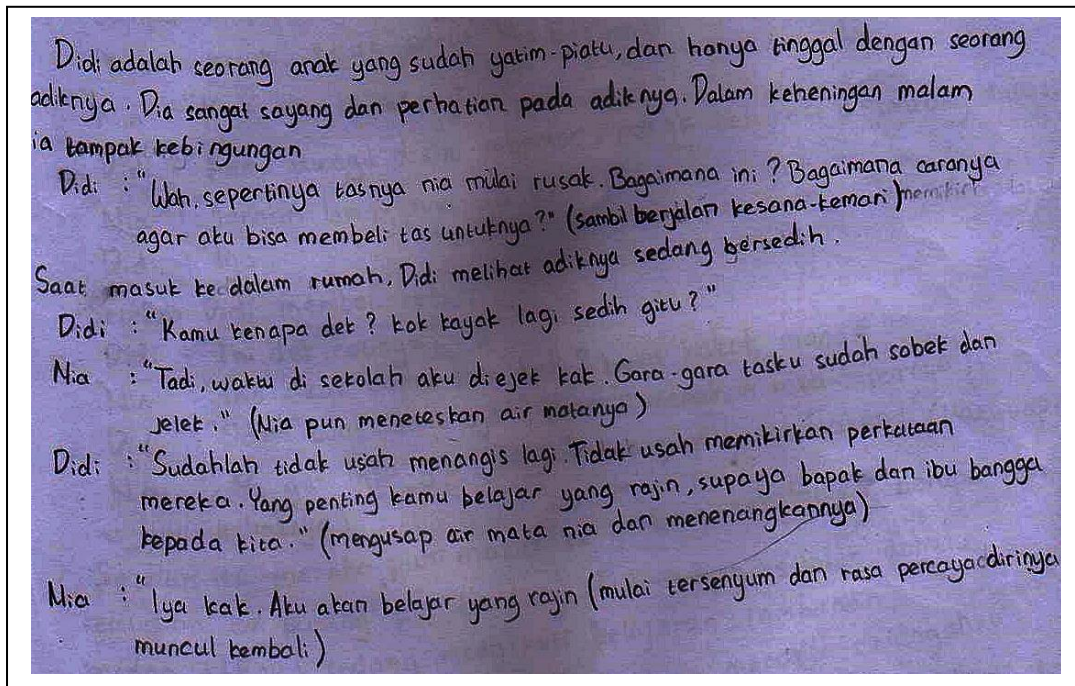 Didi adalah seorang anak yang sudah yatim-piatu, dan hanya tinggal dengan seorang
adiknya. Dia sangat sayang dan perhatian pada adiknya. Dalam keheningan malam
ia tampak kebingungan
Didi : "Wah, sepertinya tasnya nia mulai rusak. Bagaimana ini? Bagaimana caranya
agar aku bisa membeli tas untuknya?" (sambil berjalan kesana-kemari)
Saat masuk ke dalam rumah, Didi melihat adiknya sedang bersedih.
Didi : "Kamu kenapa dek? kok kayak lagi sedih gitu?"
Nia : "Tadi, waktu di sekolah aku diejek kak. Gara-gara tasku sudah sobek dan
jelek." (Nia pun meneteskan air matanya)
Didi : "Sudahlah tidak usah menangis lagi. Tidak usah memikirkan perkataan
mereka. Yang penting kamu belajar yang rajin, supaya bapak dan ibu bangga
kepada kita." (mengusap air mata nia dan menenangkannya)
Nia : "Iya kak. Aku akan belajar yang rajin (mulai tersenyum dan rasa percaya dirinya
muncul kembali)